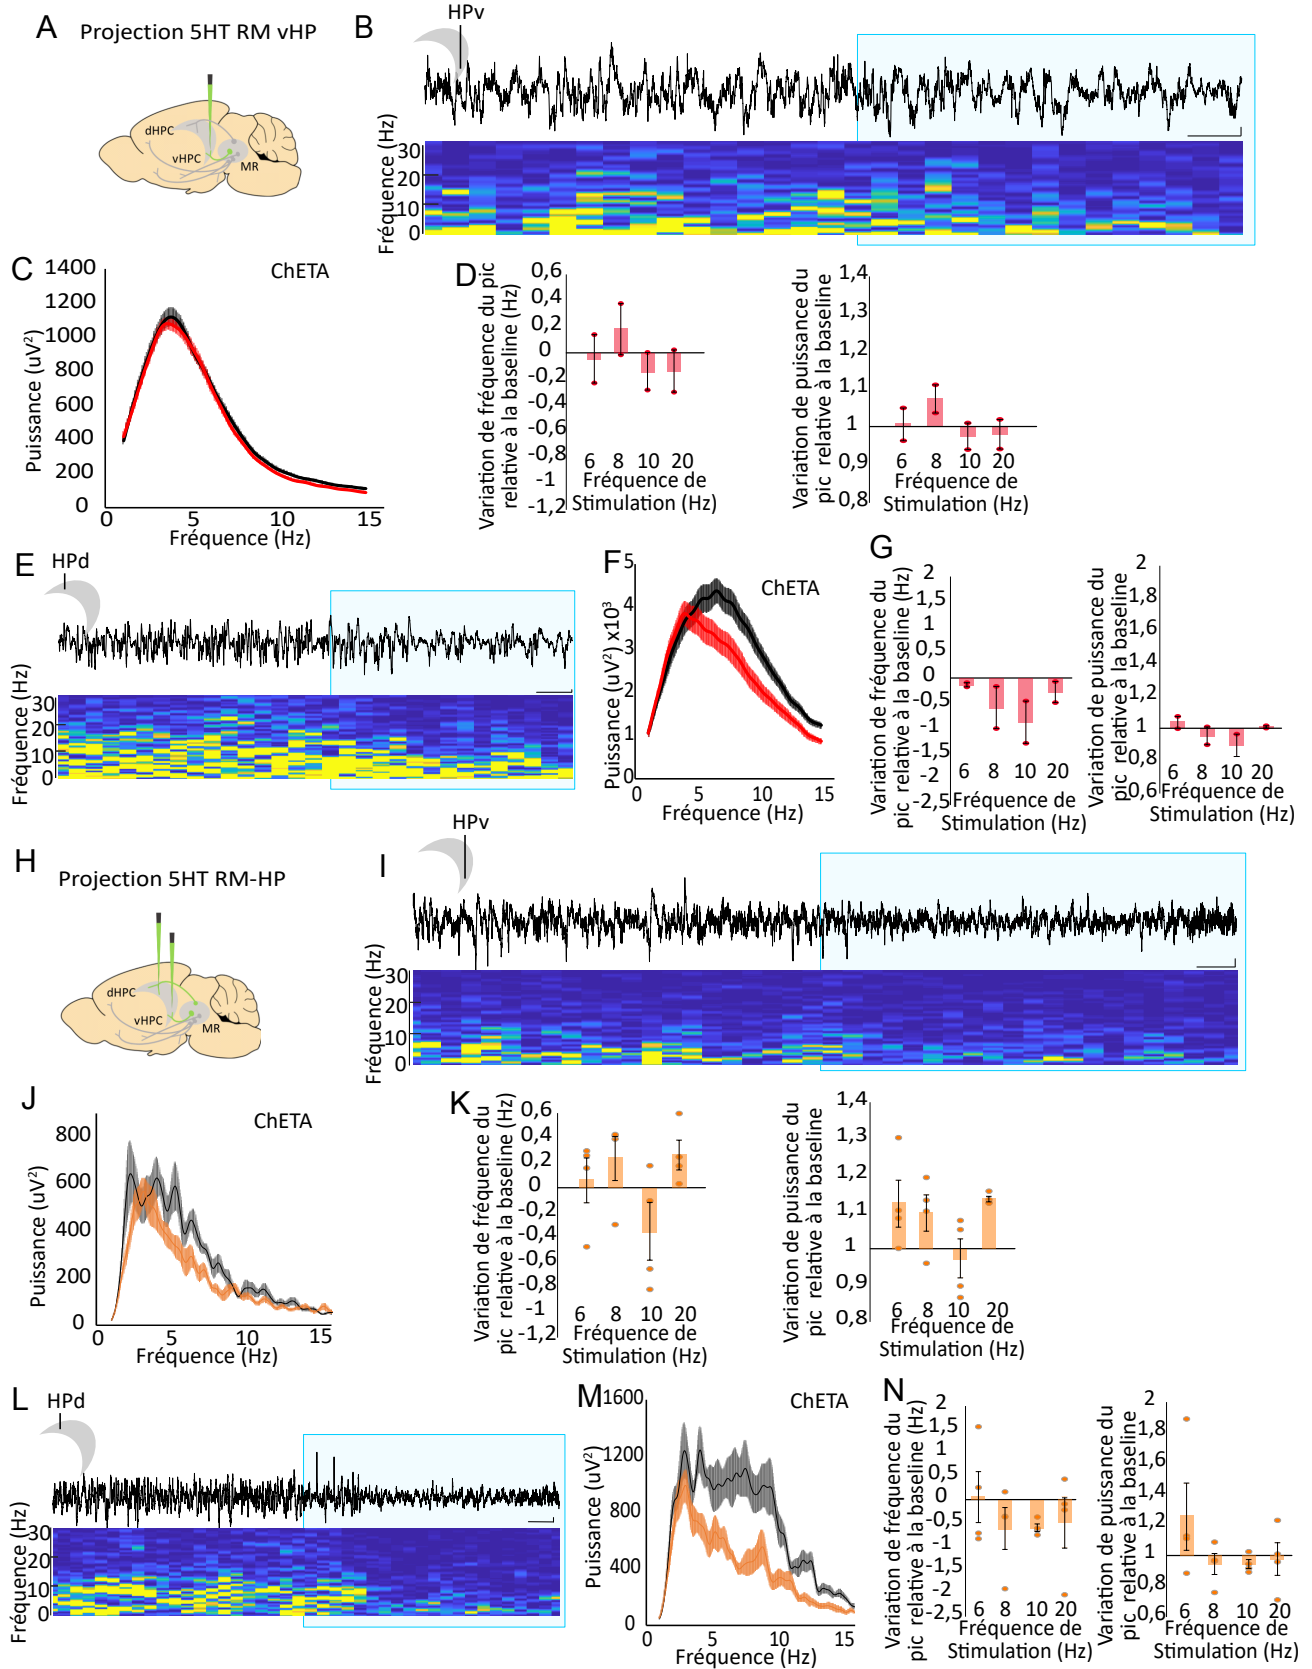 A
Projection 5HT RM vHP
dHPC
vHPC
MR
B
HPv
Fréquence (Hz)
30
20
10
0
C
ChETA
Puissance (uV²)
1400
1200
1000
800
600
400
200
0
0
5
10
15
Fréquence (Hz)
D
Variation de fréquence du pic
relative à la baseline (Hz)
0,6
0,4
0,2
0
-0,2
-0,4
-0,6
-0,8
-1
-1,2
6 8 10 20
Fréquence de
Stimulation (Hz)
Variation de puissance du
pic relative à la baseline
1,4
1,3
1,2
1,1
1
0,9
0,8
6 8 10 20
Fréquence de
Stimulation (Hz)
E
HPd
Fréquence (Hz)
30
20
10
0
F
ChETA
Puissance (uV²) x10³
5
4
3
2
1
0
0 5 10 15
Fréquence (Hz)
G
Variation de fréquence du
pic relative à la baseline (Hz)
2
1,5
1
0,5
0
-0,5
-1
-1,5
-2
-2,5
6 8 10 20
Fréquence de
Stimulation (Hz)
Variation de puissance du
pic relative à la baseline
2
1,8
1,6
1,4
1,2
1
0,8
0,6
6 8 10 20
Fréquence de
Stimulation (Hz)
H
Projection 5HT RM-HP
dHPC
vHPC
MR
I
HPv
Fréquence (Hz)
30
20
10
0
J
ChETA
Puissance (uV²)
800
600
400
200
0
0 5 10 15
Fréquence (Hz)
K
Variation de fréquence du
pic relative à la baseline (Hz)
0,6
0,4
0,2
0
-0,2
-0,4
-0,6
-0,8
-1
-1,2
6 8 10 20
Fréquence de
Stimulation (Hz)
Variation de puissance du
pic relative à la baseline
1,4
1,3
1,2
1,1
1
0,9
0,8
6 8 10 20
Fréquence de
Stimulation (Hz)
L
HPd
Fréquence (Hz)
30
20
10
0
M
ChETA
Puissance (uV²)
1600
1200
800
400
0
0 5 10 15
Fréquence (Hz)
N
Variation de fréquence du
pic relative à la baseline (Hz)
2
1,5
1
0,5
0
-0,5
-1
-1,5
-2
-2,5
6 8 10 20
Fréquence de
Stimulation (Hz)
Variation de puissance du
pic relative à la baseline
2
1,8
1,6
1,4
1,2
1
0,8
0,6
6 8 10 20
Fréquence de
Stimulation (Hz)